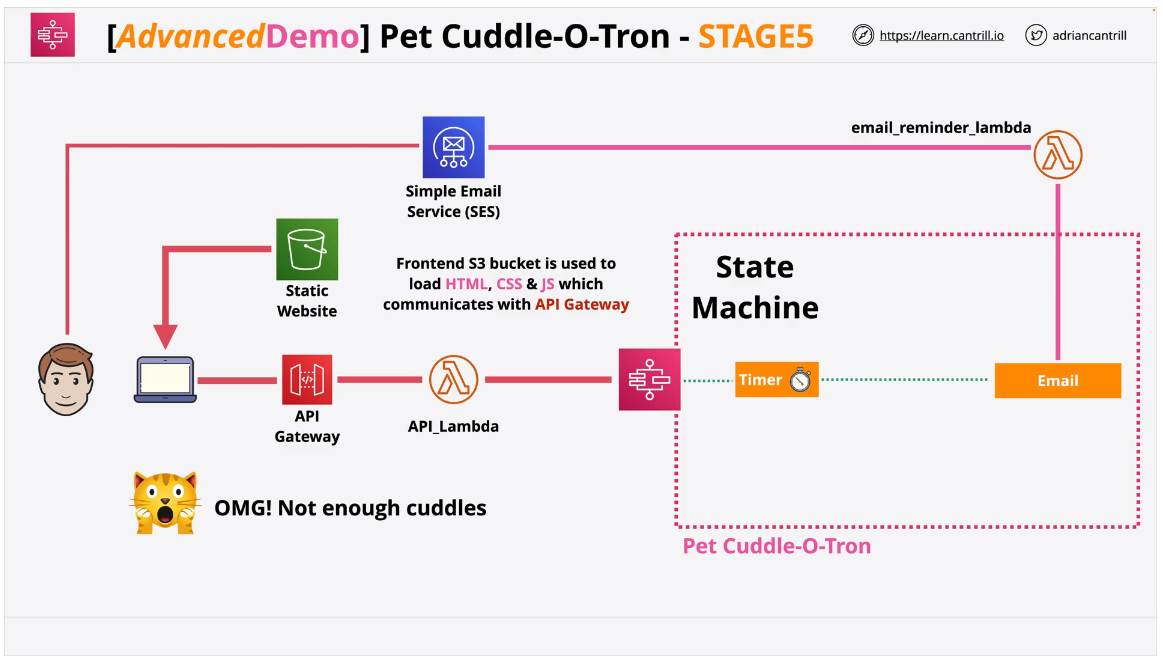 [AdvancedDemo] Pet Cuddle-O-Tron - STAGE5
https://learn.cantrill.io
adriancantrill
email_reminder_lambda
Simple Email
Service (SES)
Static
Website
Frontend S3 bucket is used to
load HTML, CSS & JS which
communicates with API Gateway
State
Machine
Timer
Email
API
Gateway
API_Lambda
OMG! Not enough cuddles
Pet Cuddle-O-Tron